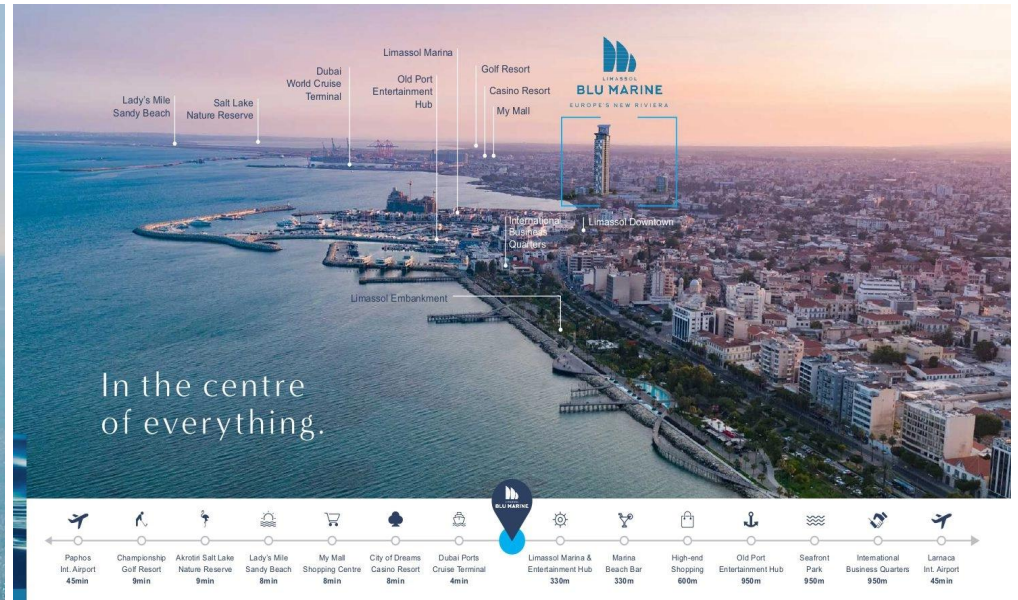 Limassol Marina
Dubai
World Cruise
Terminal
Old Port
Entertainment
Hub
Golf Resort
Casino Resort
My Mall
Lady's Mile
Sandy Beach
Salt Lake
Nature Reserve
LIMASSOL
BLU MARINE
EUROPE'S NEW RIVIERA
International
Business
Quarters
Limassol Downtown
Limassol Embankment
In the centre
of everything.
LIMASSOL
BLU MARINE
Paphos
Int. Airport
45min
Championship
Golf Resort
9min
Akrotiri Salt Lake
Nature Reserve
9min
Lady's Mile
Sandy Beach
8min
My Mall
Shopping Centre
8min
City of Dreams
Casino Resort
8min
Dubai Ports
Cruise Terminal
4min
Limassol Marina &
Entertainment Hub
330m
Marina
Beach Bar
330m
High-end
Shopping
600m
Old Port
Entertainment Hub
950m
Seafront
Park
950m
International
Business Quarters
950m
Larnaca
Int. Airport
45min